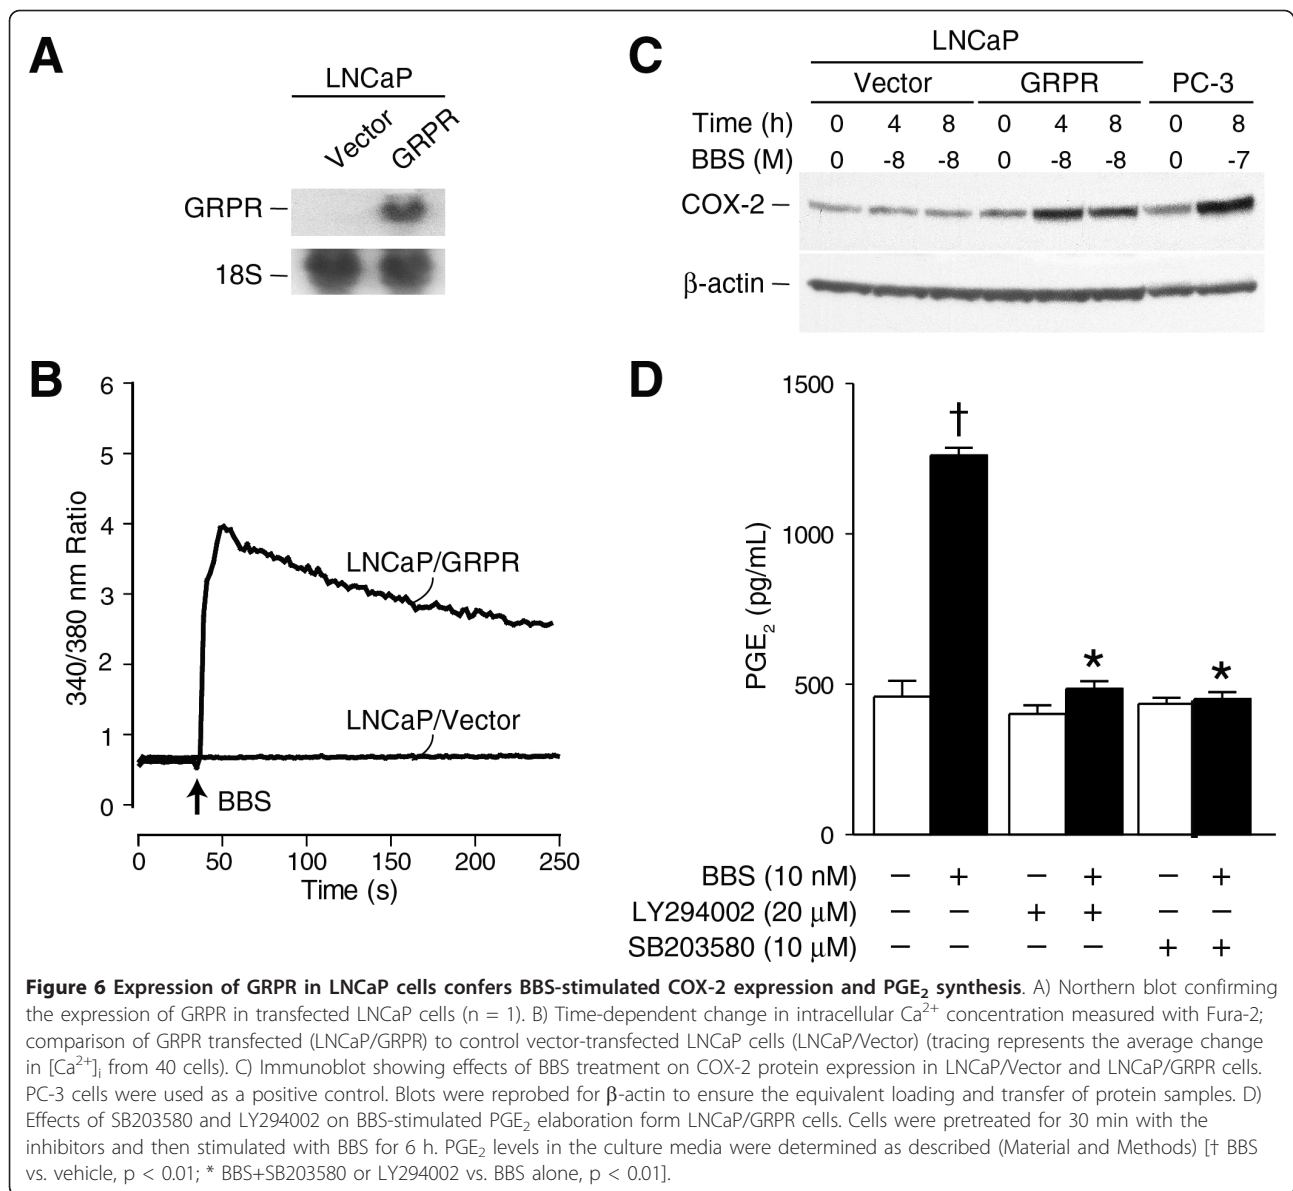 A
LNCaP
Vector GRPR
GRPR
18S
B
6
5
4
3
2
1
0
340/380 nm Ratio
LNCaP/GRPR
LNCaP/Vector
BBS
0 50 100 150 200 250
Time (s)
C
LNCaP
Vector GRPR PC-3
Time (h) 0 4 8 0 4 8 0 8
BBS (M) 0 -8 -8 0 -8 -8 0 -7
COX-2
β-actin
D
1500
1000
500
0
PGE₂ (pg/mL)
†
* *
BBS (10 nM) − + − + − +
LY294002 (20 μM) − − + + − −
SB203580 (10 μM) − − − − + +
Figure 6 Expression of GRPR in LNCaP cells confers BBS-stimulated COX-2 expression and PGE₂ synthesis. A) Northern blot confirming
the expression of GRPR in transfected LNCaP cells (n = 1). B) Time-dependent change in intracellular Ca²⁺ concentration measured with Fura-2;
comparison of GRPR transfected (LNCaP/GRPR) to control vector-transfected LNCaP cells (LNCaP/Vector) (tracing represents the average change
in [Ca²⁺]ᵢ from 40 cells). C) Immunoblot showing effects of BBS treatment on COX-2 protein expression in LNCaP/Vector and LNCaP/GRPR cells.
PC-3 cells were used as a positive control. Blots were reprobed for β-actin to ensure the equivalent loading and transfer of protein samples. D)
Effects of SB203580 and LY294002 on BBS-stimulated PGE₂ elaboration form LNCaP/GRPR cells. Cells were pretreated for 30 min with the
inhibitors and then stimulated with BBS for 6 h. PGE₂ levels in the culture media were determined as described (Material and Methods) [† BBS
vs. vehicle, p < 0.01; * BBS+SB203580 or LY294002 vs. BBS alone, p < 0.01].